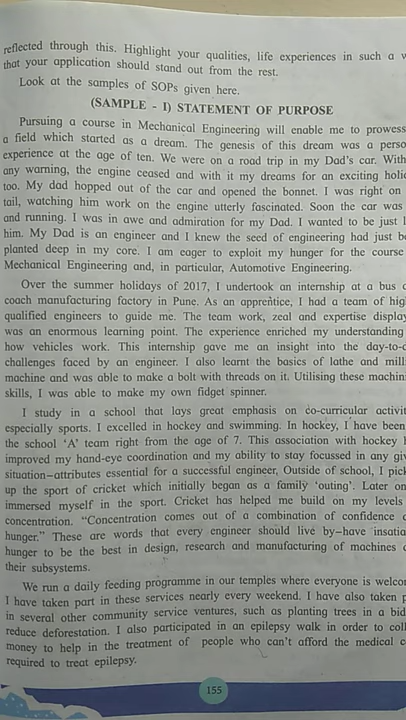 reflected through this. Highlight your qualities, life experiences in such a
that your application should stand out from the rest.
Look at the samples of SOPs given here.
(SAMPLE - I) STATEMENT OF PURPOSE
Pursuing a course in Mechanical Engineering will enable me to prowess
a field which started as a dream. The genesis of this dream was a perso
experience at the age of ten. We were on a road trip in my Dad's car. With
any warning, the engine ceased and with it my dreams for an exciting holi
too. My dad hopped out of the car and opened the bonnet. I was right on
tail, watching him work on the engine utterly fascinated. Soon the car was
and running. I was in awe and admiration for my Dad. I wanted to be just l
him. My Dad is an engineer and I knew the seed of engineering had just b
planted deep in my core. I am eager to exploit my hunger for the course
Mechanical Engineering and, in particular, Automotive Engineering.
Over the summer holidays of 2017, I undertook an internship at a bus
coach manufacturing factory in Pune. As an apprentice, I had a team of hig
qualified engineers to guide me. The team work, zeal and expertise display
was an enormous learning point. The experience enriched my understanding
how vehicles work. This internship gave me an insight into the day-to-
challenges faced by an engineer. I also learnt the basics of lathe and mill
machine and was able to make a bolt with threads on it. Utilising these machin
skills, I was able to make my own fidget spinner.
I study in a school that lays great emphasis on co-curricular activit
especially sports. I excelled in hockey and swimming. In hockey, I have been
the school 'A' team right from the age of 7. This association with hockey
improved my hand-eye coordination and my ability to stay focussed in any gi
situation–attributes essential for a successful engineer, Outside of school, I pic
up the sport of cricket which initially began as a family 'outing'. Later on
immersed myself in the sport. Cricket has helped me build on my levels
concentration. "Concentration comes out of a combination of confidence
hunger." These are words that every engineer should live by–have insatia
hunger to be the best in design, research and manufacturing of machines
their subsystems.
We run a daily feeding programme in our temples where everyone is welco
I have taken part in these services nearly every weekend. I have also taken p
in several other community service ventures, such as planting trees in a bid
reduce deforestation. I also participated in an epilepsy walk in order to coll
money to help in the treatment of people who can't afford the medical c
required to treat epilepsy.
155